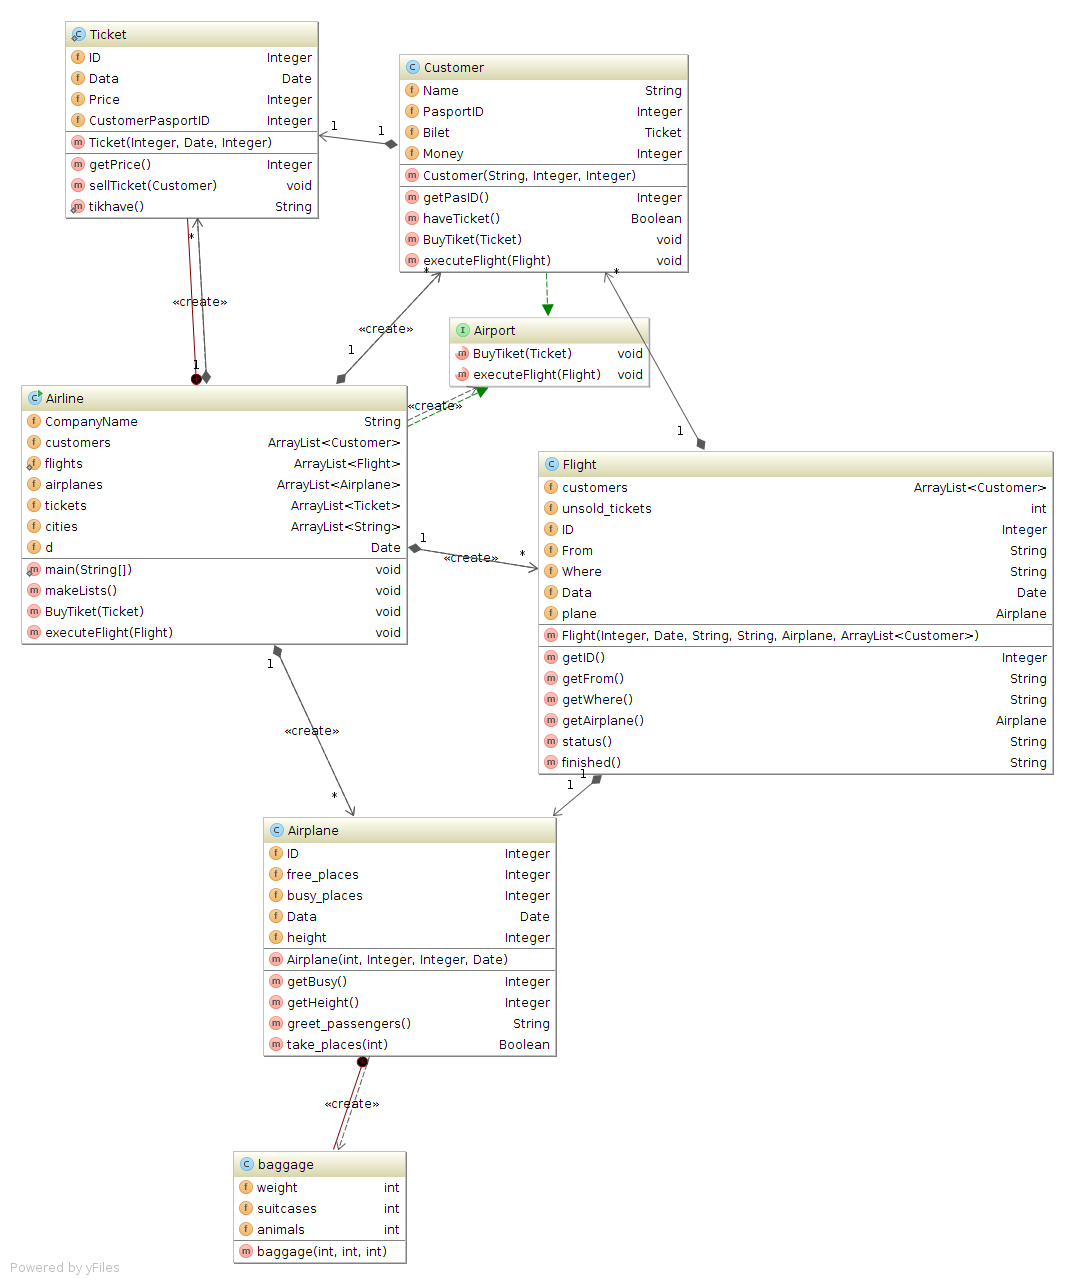 Ticket
ID Integer
Data Date
Price Integer
CustomerPasportID Integer
Ticket(Integer, Date, Integer)
getPrice() Integer
sellTicket(Customer) void
tikhave() String
Customer
Name String
PasportID Integer
Bilet Ticket
Money Integer
Customer(String, Integer, Integer)
getPasID() Integer
haveTicket() Boolean
BuyTiket(Ticket) void
executeFlight(Flight) void
1
1
*
«create»
1
*
«create»
1
*
1
Airport
BuyTiket(Ticket) void
executeFlight(Flight) void
«create»
Airline
CompanyName String
customers ArrayList<Customer>
flights ArrayList<Flight>
airplanes ArrayList<Airplane>
tickets ArrayList<Ticket>
cities ArrayList<String>
d Date
main(String[]) void
makeLists() void
BuyTiket(Ticket) void
executeFlight(Flight) void
1
«create»
*
Flight
customers ArrayList<Customer>
unsold_tickets int
ID Integer
From String
Where String
Data Date
plane Airplane
Flight(Integer, Date, String, String, Airplane, ArrayList<Customer>)
getID() Integer
getFrom() String
getWhere() String
getAirplane() Airplane
status() String
finished() String
1
«create»
*
1
1
Airplane
ID Integer
free_places Integer
busy_places Integer
Data Date
height Integer
Airplane(int, Integer, Integer, Date)
getBusy() Integer
getHeight() Integer
greet_passengers() String
take_places(int) Boolean
«create»
baggage
weight int
suitcases int
animals int
baggage(int, int, int)
Powered by yFiles